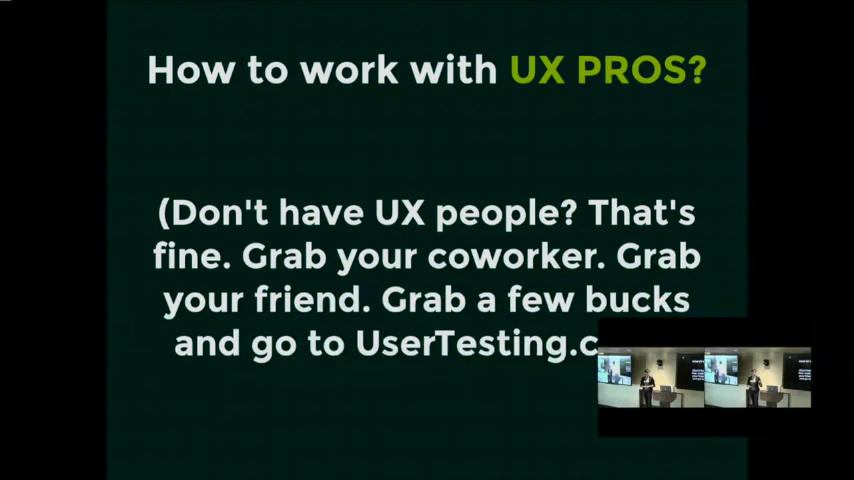 How to work with UX PROS?
(Don't have UX people? That's
fine. Grab your coworker. Grab
your friend. Grab a few bucks
and go to UserTesting.c